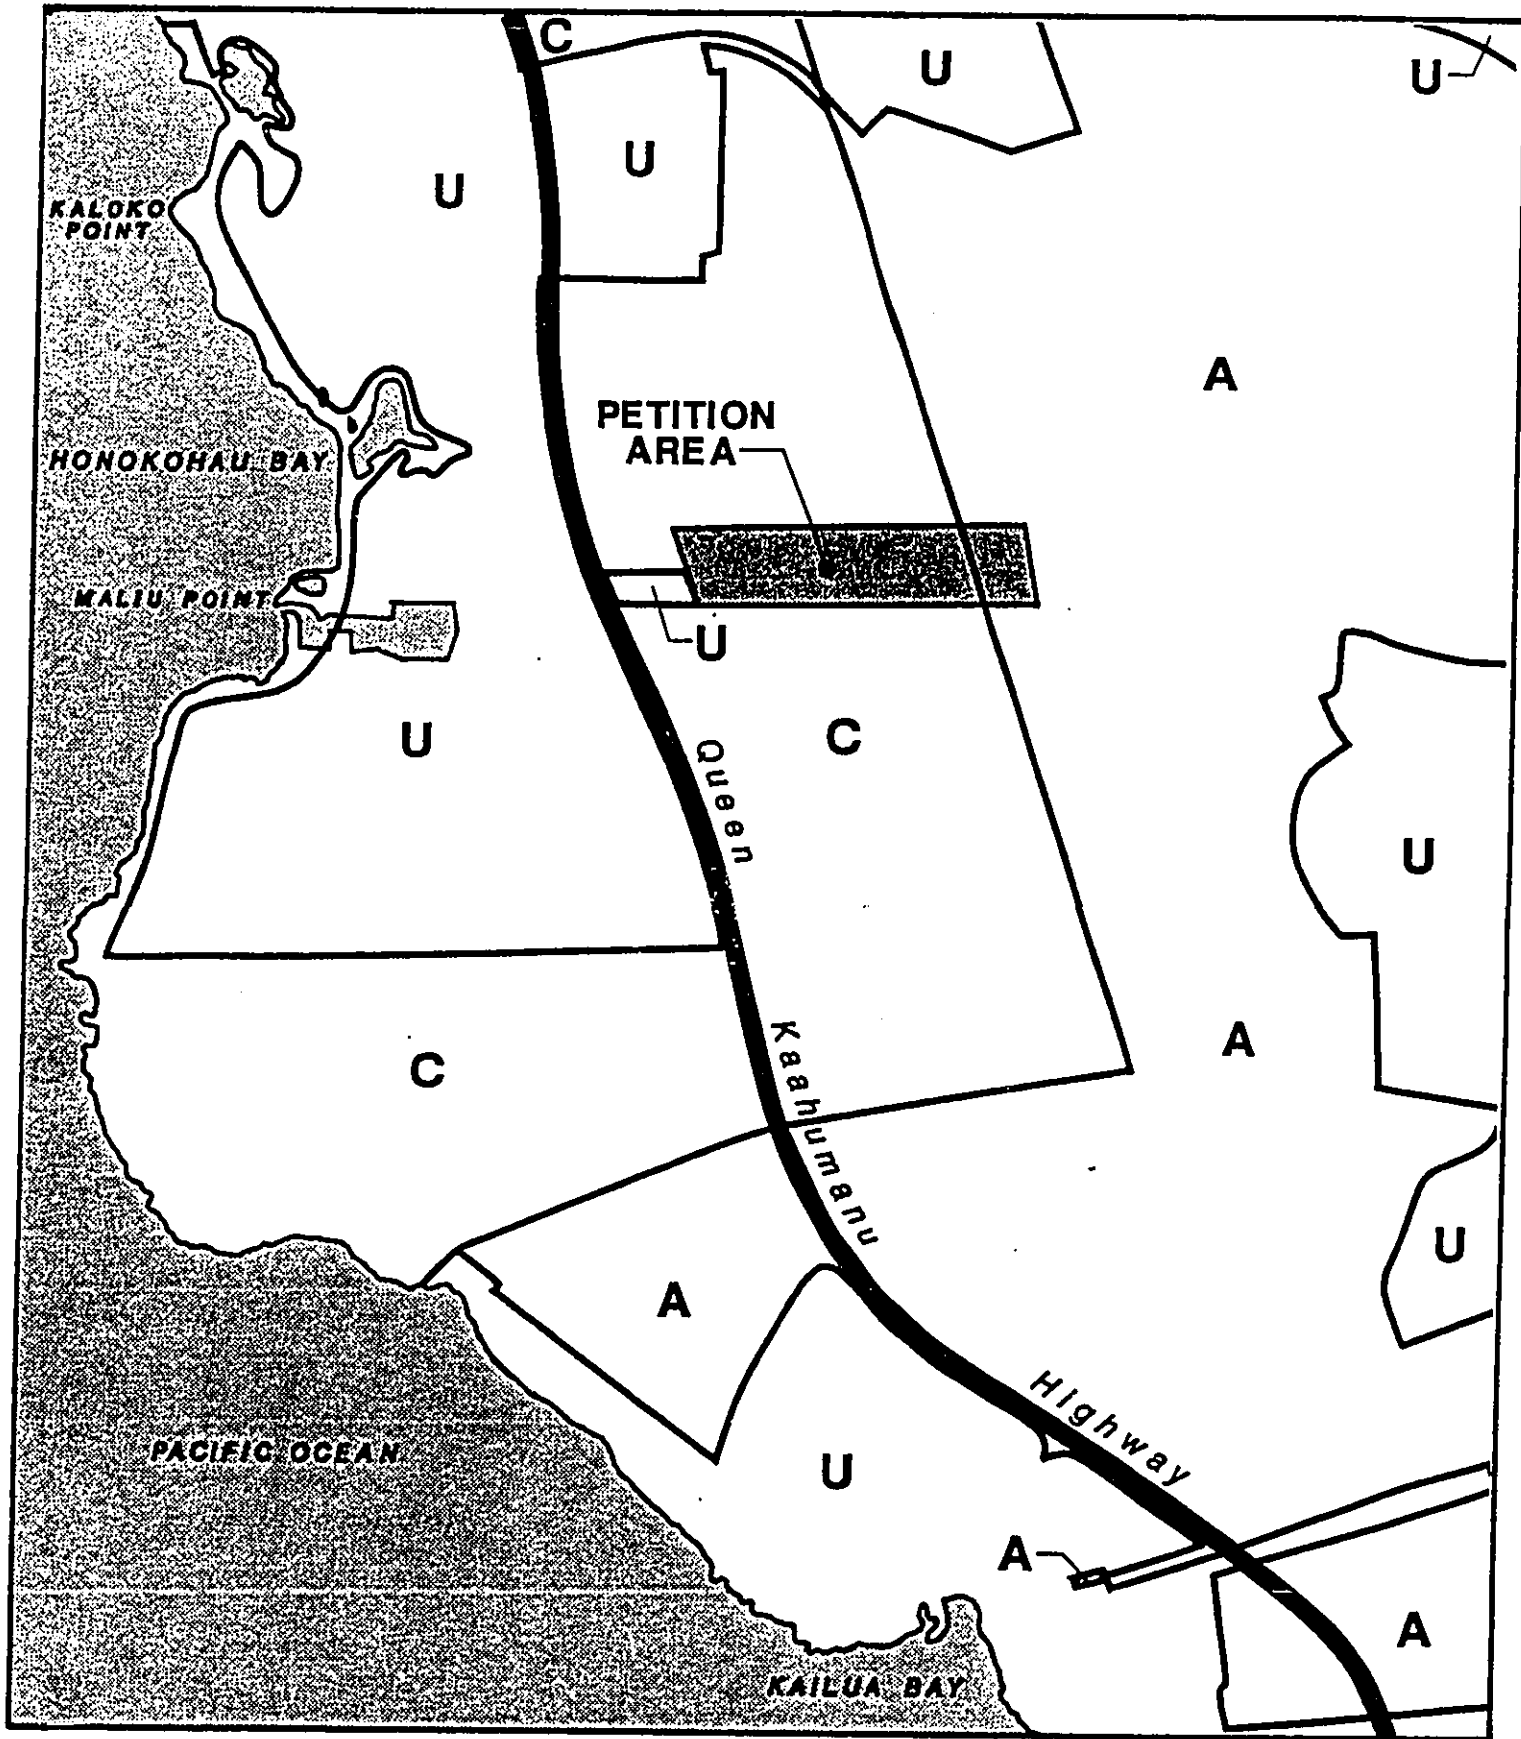 C
U
U
U
U
KALOKO
POINT
A
PETITION
AREA
HONOKOHAU BAY
MALIU POINT
U
U
C
Queen
U
C
Kaahumanu
A
U
A
Highway
PACIFIC OCEAN
U
A
A
KAILUA BAY